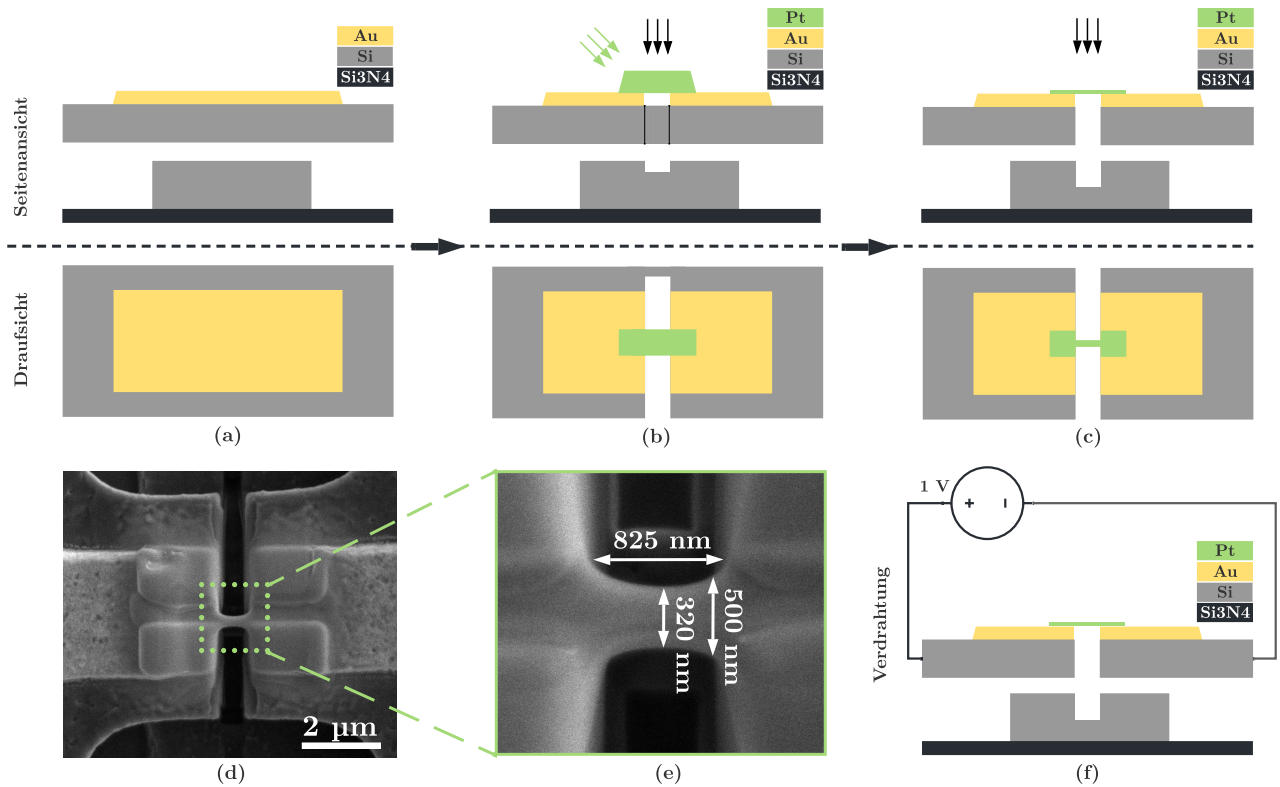 Seitenansicht
Au
Si
Si3N4
Pt
Au
Si
Si3N4
Pt
Au
Si
Si3N4
Draufsicht
(a)
(b)
(c)
2 µm
(d)
825 nm
320 nm
500 nm
(e)
Verdrahtung
1 V
+
−
Pt
Au
Si
Si3N4
(f)